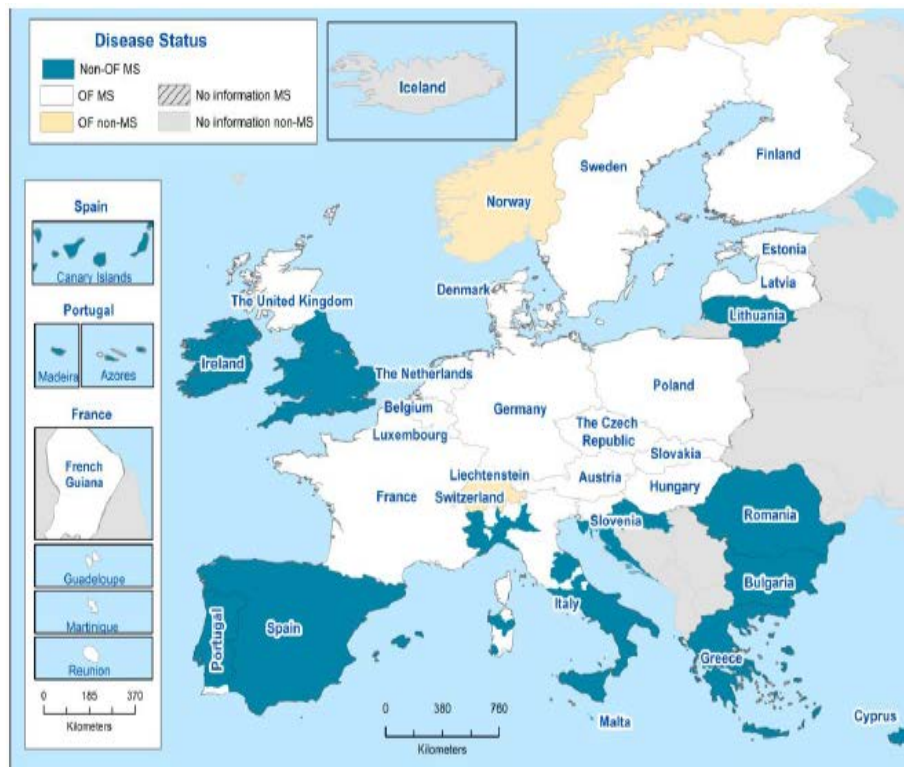 Disease Status
Non-OF MS
OF MS
No information MS
OF non-MS
No information non-MS
Iceland
Spain
Canary Islands
Portugal
Madeira
Azores
France
French
Guiana
Guadeloupe
Martinique
Reunion
0 185 370
Kilometers
Norway
Sweden
Finland
Estonia
Latvia
Lithuania
Denmark
The United Kingdom
Ireland
The Netherlands
Belgium
Luxembourg
Germany
Poland
The Czech
Republic
Slovakia
Liechtenstein
Austria
Hungary
France
Switzerland
Slovenia
Romania
Bulgaria
Italy
Portugal
Spain
Greece
Malta
Cyprus
0 380 760
Kilometers